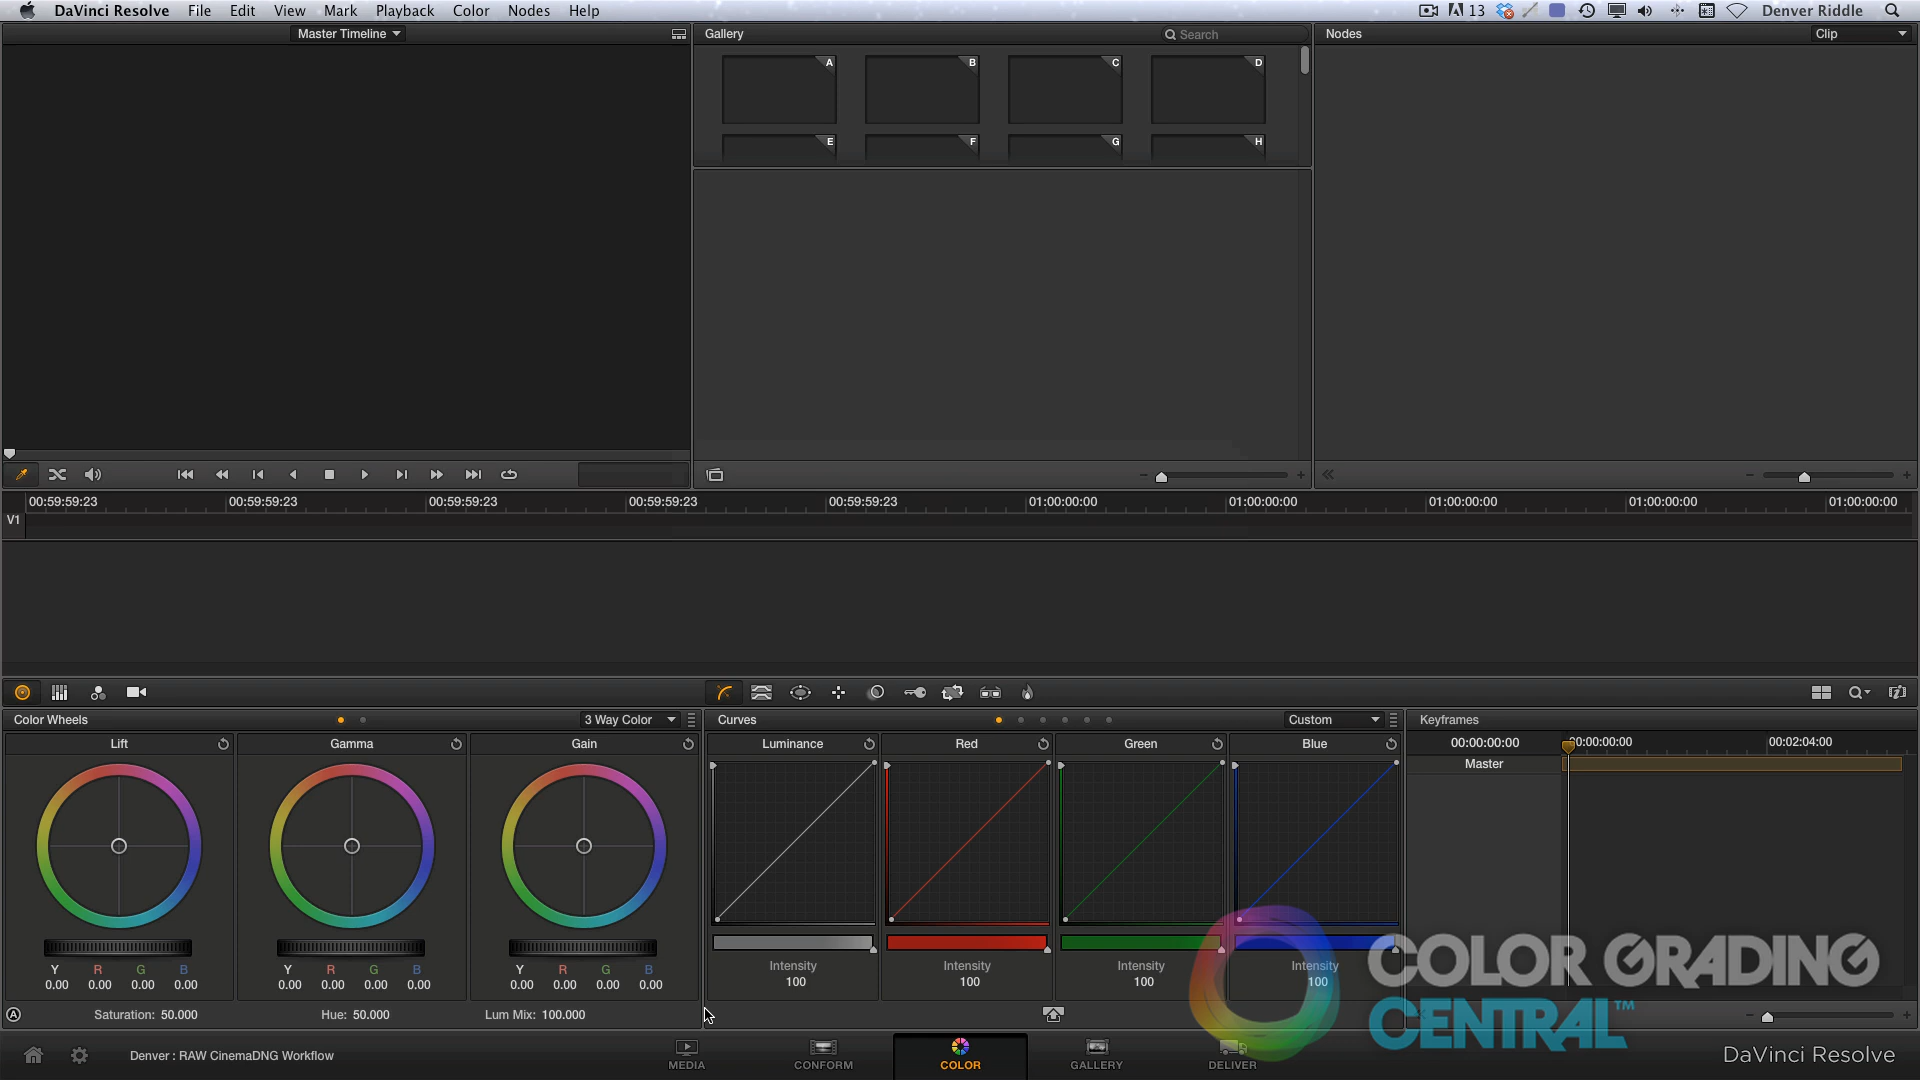 DaVinci Resolve File Edit View Mark Playback Color Nodes Help 13 Denver Riddle
Master Timeline
Gallery Search
Nodes Clip
A B C D
E F G H
00:59:59:23 00:59:59:23 00:59:59:23 00:59:59:23 00:59:59:23 01:00:00:00 01:00:00:00 01:00:00:00 01:00:00:00 01:00:00:00
V1
Color Wheels 3 Way Color
Curves Custom
Keyframes
Lift Gamma Gain
Luminance Red Green Blue
00:00:00:00 00:00:00:00 00:02:04:00
Master
Y R G B Y R G B Y R G B
0.00 0.00 0.00 0.00 0.00 0.00 0.00 0.00 0.00 0.00 0.00 0.00
Intensity Intensity Intensity Intensity
100 100 100 100
A Saturation: 50.000 Hue: 50.000 Lum Mix: 100.000
COLOR GRADING
CENTRAL™
Denver : RAW CinemaDNG Workflow
MEDIA CONFORM COLOR GALLERY DELIVER
DaVinci Resolve